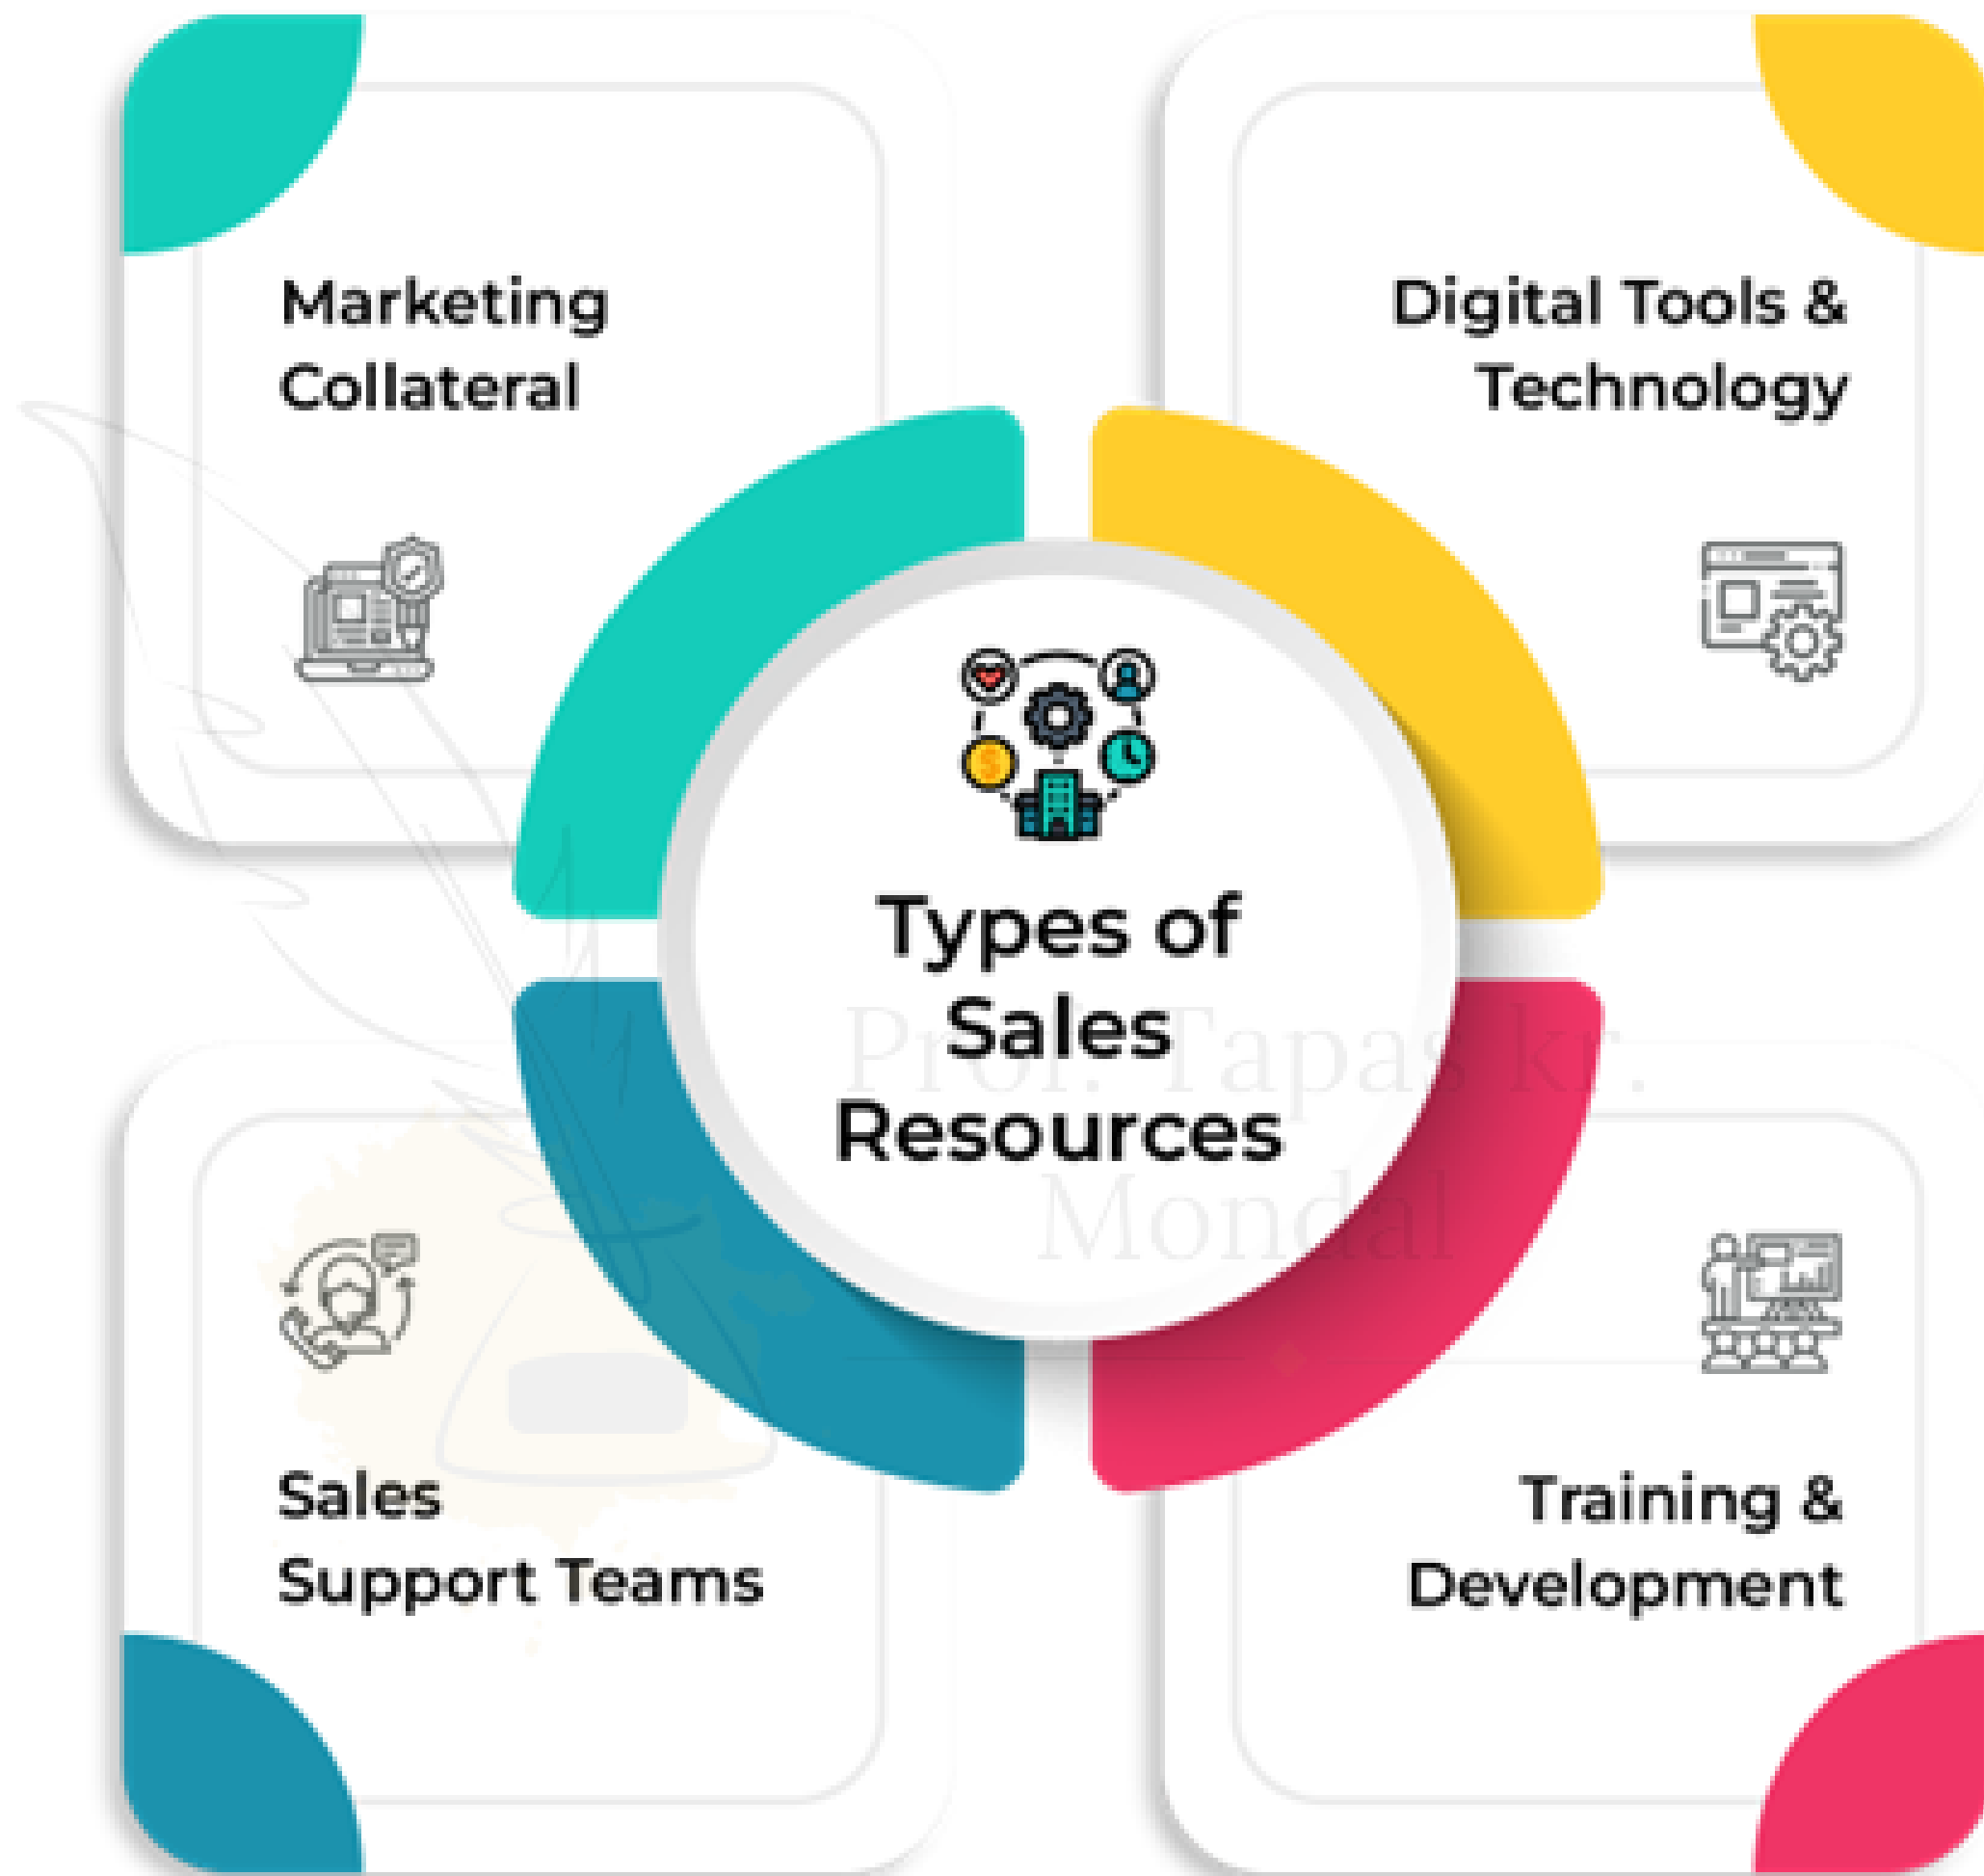 Marketing
Collateral
Digital Tools &
Technology
Types of
Sales
Resources
Prof. Tapas kr.
Mondal
Sales
Support Teams
Training &
Development